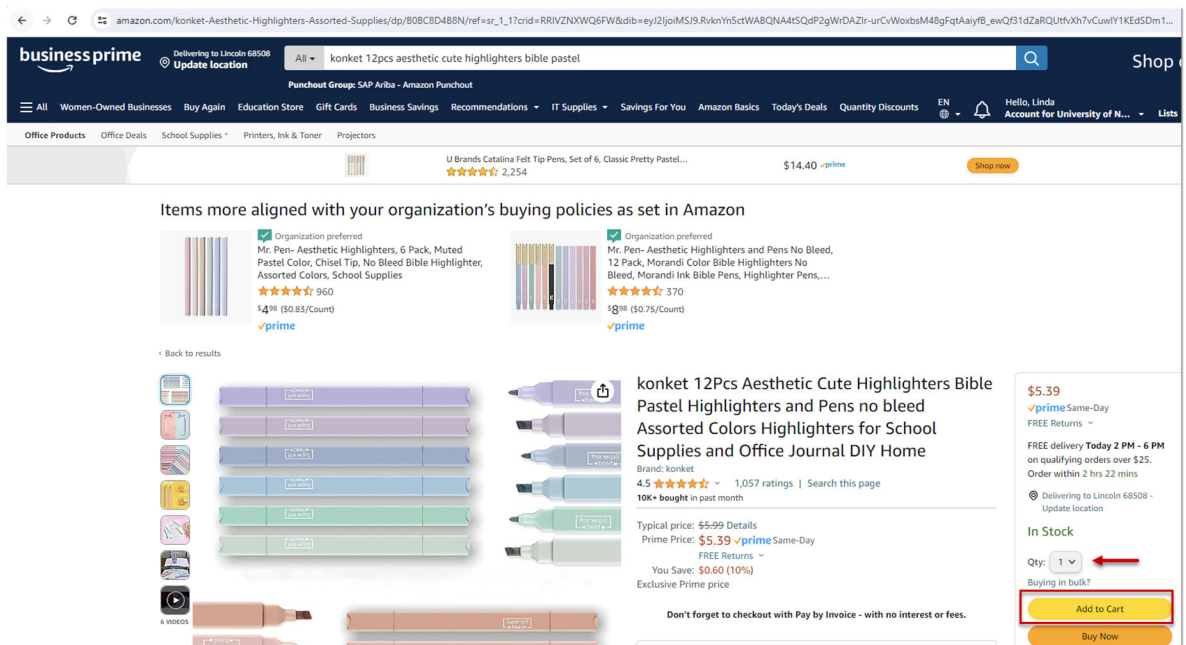 amazon.com/konket-Aesthetic-Highlighters-Assorted-Supplies/dp/B0BC8D4B8N/ref=sr_1_1?crid=RRIVZNXWQ6FW&dib=eyJ2IjoiMSJ9.RvknYn5ctWABQNA4tSQdP2gWrDAZIr-urCvWoxbsM48gFqtAaiyfB_ewQf31dZaRQUtfvXh7vCuwlY1KEdSDm1...
business prime
Delivering to Lincoln 68508
Update location
All
konket 12pcs aesthetic cute highlighters bible pastel
Shop
Punchout Group: SAP Ariba - Amazon Punchout
All Women-Owned Businesses Buy Again Education Store Gift Cards Business Savings Recommendations IT Supplies Savings For You Amazon Basics Today's Deals Quantity Discounts
EN
Hello, Linda
Account for University of N... Lists
Office Products Office Deals School Supplies Printers, Ink & Toner Projectors
U Brands Catalina Felt Tip Pens, Set of 6, Classic Pretty Pastel...
2,254
$14.40 prime
Shop now
Items more aligned with your organization's buying policies as set in Amazon
Organization preferred
Mr. Pen- Aesthetic Highlighters, 6 Pack, Muted
Pastel Color, Chisel Tip, No Bleed Bible Highlighter,
Assorted Colors, School Supplies
960
$4.98 ($0.83/Count)
prime
Organization preferred
Mr. Pen- Aesthetic Highlighters and Pens No Bleed,
12 Pack, Morandi Color Bible Highlighters No
Bleed, Morandi Ink Bible Pens, Highlighter Pens,...
370
$8.98 ($0.75/Count)
prime
‹ Back to results
6 VIDEOS
konket 12Pcs Aesthetic Cute Highlighters Bible
Pastel Highlighters and Pens no bleed
Assorted Colors Highlighters for School
Supplies and Office Journal DIY Home
Brand: konket
4.5 1,057 ratings | Search this page
10K+ bought in past month
Typical price: $5.99 Details
Prime Price: $5.39 prime Same-Day
FREE Returns
You Save: $0.60 (10%)
Exclusive Prime price
Don't forget to checkout with Pay by Invoice - with no interest or fees.
$5.39
prime Same-Day
FREE Returns
FREE delivery Today 2 PM - 6 PM
on qualifying orders over $25.
Order within 2 hrs 22 mins
Delivering to Lincoln 68508 -
Update location
In Stock
Qty: 1
Buying in bulk?
Add to Cart
Buy Now